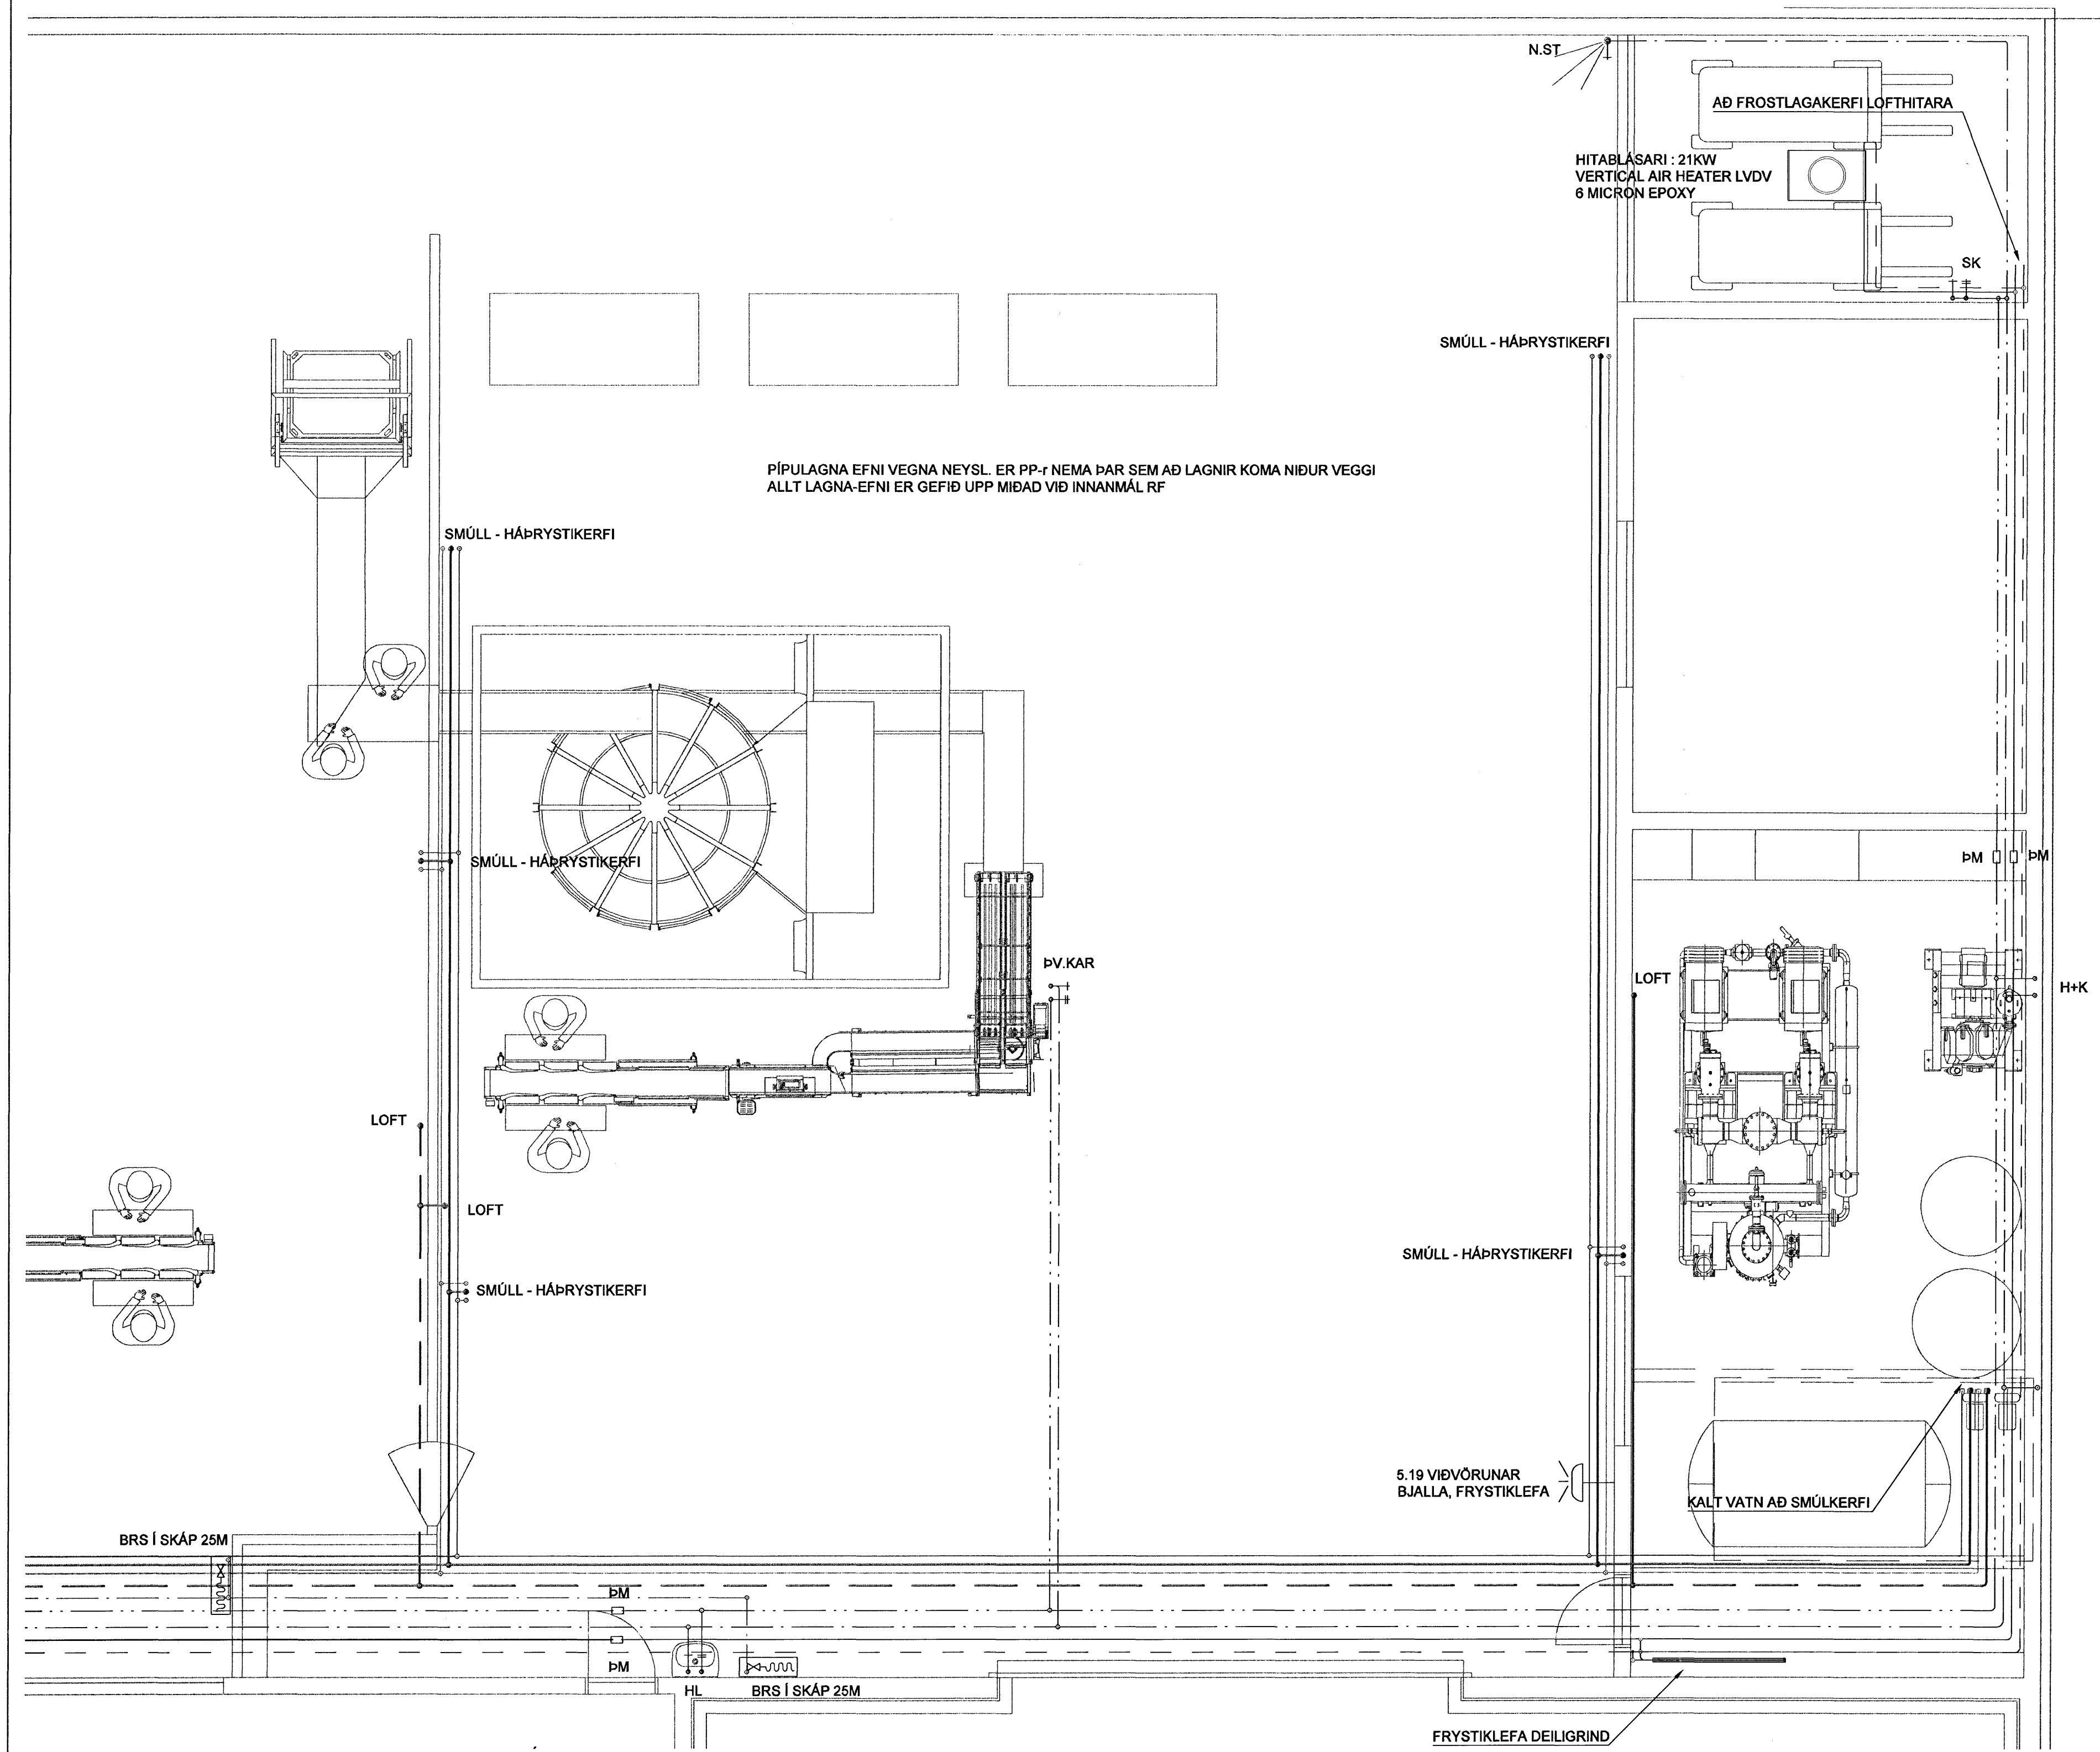 N.ST
AÐ FROSTLAGAKERFI LOFTHITARA
HITABLÁSARI : 21KW
VERTICAL AIR HEATER LVDV
6 MICRON EPOXY
SK
SMÚLL - HÁÞRYSTIKERFI
PÍPULAGNA EFNI VEGNA NEYSL. ER PP-r NEMA ÞAR SEM AÐ LAGNIR KOMA NIÐUR VEGGI
ALLT LAGNA-EFNI ER GEFIÐ UPP MIÐAD VIÐ INNANMÁL RF
SMÚLL - HÁÞRYSTIKERFI
SMÚLL - HÁÞRYSTIKERFI
ÞM
ÞM
ÞV.KAR
LOFT
H+K
LOFT
LOFT
SMÚLL - HÁÞRYSTIKERFI
SMÚLL - HÁÞRYSTIKERFI
5.19 VIÐVÖRUNAR
BJALLA, FRYSTIKLEFA
KALT VATN AÐ SMÚLKERFI
BRS Í SKÁP 25M
ÞM
ÞM
HL
BRS Í SKÁP 25M
FRYSTIKLEFA DEILIGRIND